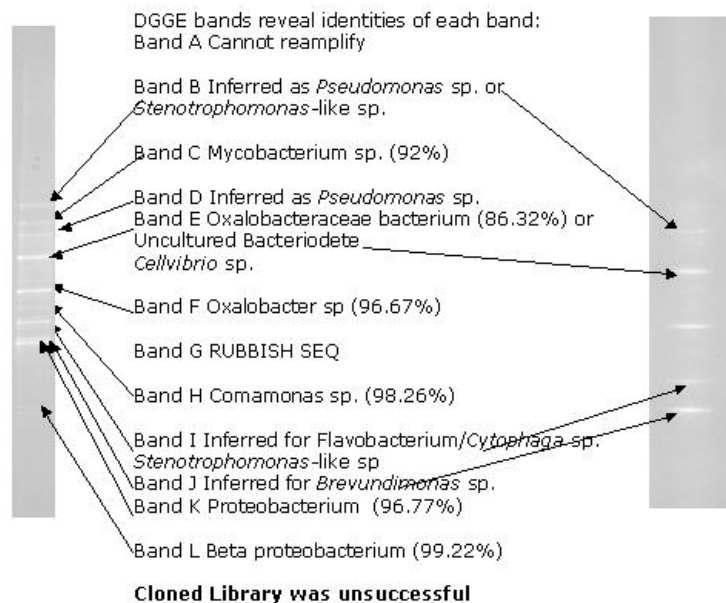 DGGE bands reveal identities of each band:
Band A Cannot reamplify
Band B Inferred as Pseudomonas sp. or
Stenotrophomonas-like sp.
Band C Mycobacterium sp. (92%)
Band D Inferred as Pseudomonas sp.
Band E Oxalobacteraceae bacterium (86.32%) or
Uncultured Bacteriodete
Cellvibrio sp.
Band F Oxalobacter sp (96.67%)
Band G RUBBISH SEQ
Band H Comamonas sp. (98.26%)
Band I Inferred for Flavobacterium/Cytophaga sp.
Stenotrophomonas-like sp
Band J Inferred for Brevundimonas sp.
Band K Proteobacterium (96.77%)
Band L Beta proteobacterium (99.22%)
Cloned Library was unsuccessful